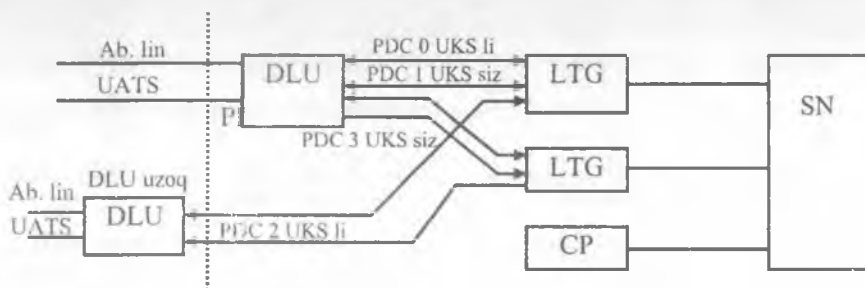 Ab. lin
UATS
DLU
PDC 0 UKS li
PDC 1 UKS siz
PDC 3 UKS siz
LTG
SN
LTG
DLU uzoq
Ab. lin
UATS
DLU
PDC 2 UKS li
CP